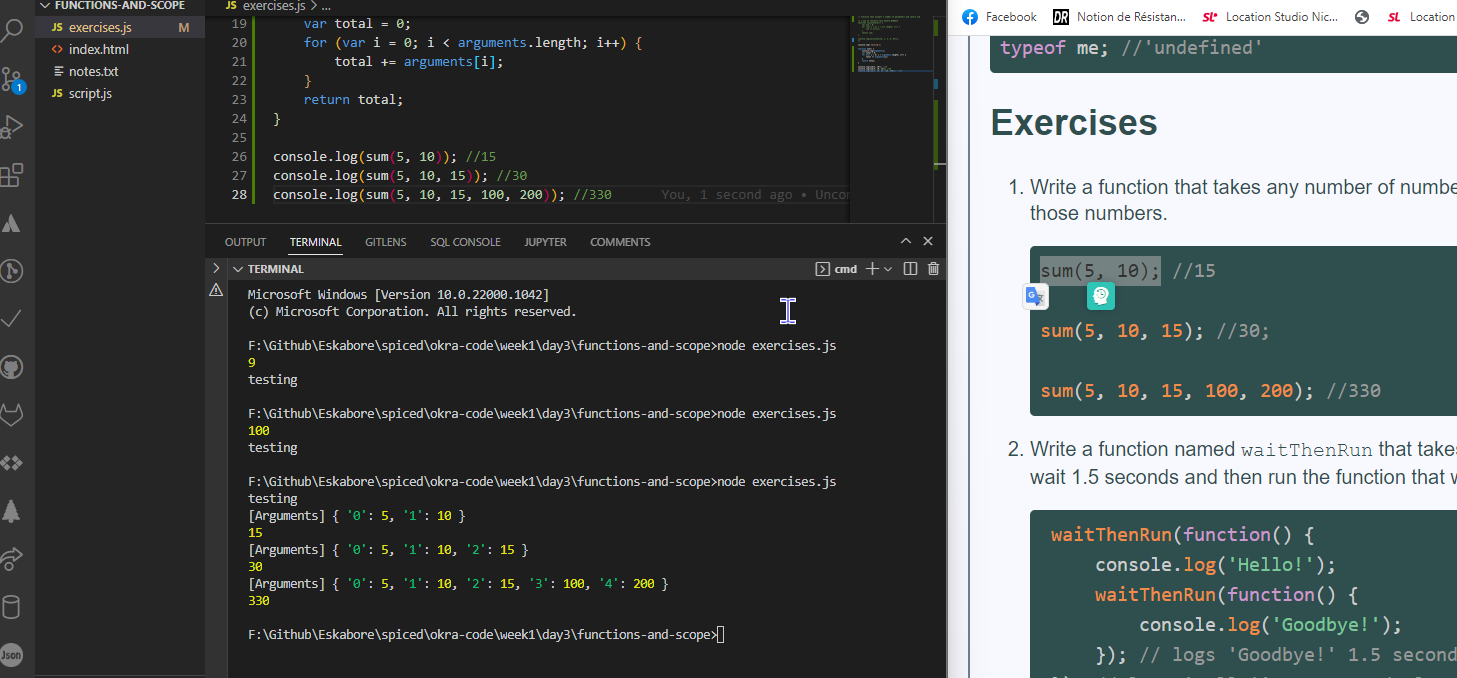 FUNCTIONS-AND-SCOPE
JS exercises.js M
index.html
notes.txt
JS script.js
1
Json
JS exercises.js > ...
19 var total = 0;
20 for (var i = 0; i < arguments.length; i++) {
21 total += arguments[i];
22 }
23 return total;
24 }
25
26 console.log(sum(5, 10)); //15
27 console.log(sum(5, 10, 15)); //30
28 console.log(sum(5, 10, 15, 100, 200)); //330 You, 1 second ago • Uncor
OUTPUT TERMINAL GITLENS SQL CONSOLE JUPYTER COMMENTS
TERMINAL cmd
Microsoft Windows [Version 10.0.22000.1042]
(c) Microsoft Corporation. All rights reserved.
F:\Github\Eskabore\spiced\okra-code\week1\day3\functions-and-scope>node exercises.js
9
testing
F:\Github\Eskabore\spiced\okra-code\week1\day3\functions-and-scope>node exercises.js
100
testing
F:\Github\Eskabore\spiced\okra-code\week1\day3\functions-and-scope>node exercises.js
testing
[Arguments] { '0': 5, '1': 10 }
15
[Arguments] { '0': 5, '1': 10, '2': 15 }
30
[Arguments] { '0': 5, '1': 10, '2': 15, '3': 100, '4': 200 }
330
F:\Github\Eskabore\spiced\okra-code\week1\day3\functions-and-scope>
Facebook DR Notion de Résistan... SL* Location Studio Nic... SL Location
typeof me; //'undefined'
Exercises
1. Write a function that takes any number of numbe
those numbers.
sum(5, 10); //15
sum(5, 10, 15); //30;
sum(5, 10, 15, 100, 200); //330
2. Write a function named waitThenRun that take
wait 1.5 seconds and then run the function that w
waitThenRun(function() {
console.log('Hello!');
waitThenRun(function() {
console.log('Goodbye!');
}); // logs 'Goodbye!' 1.5 second